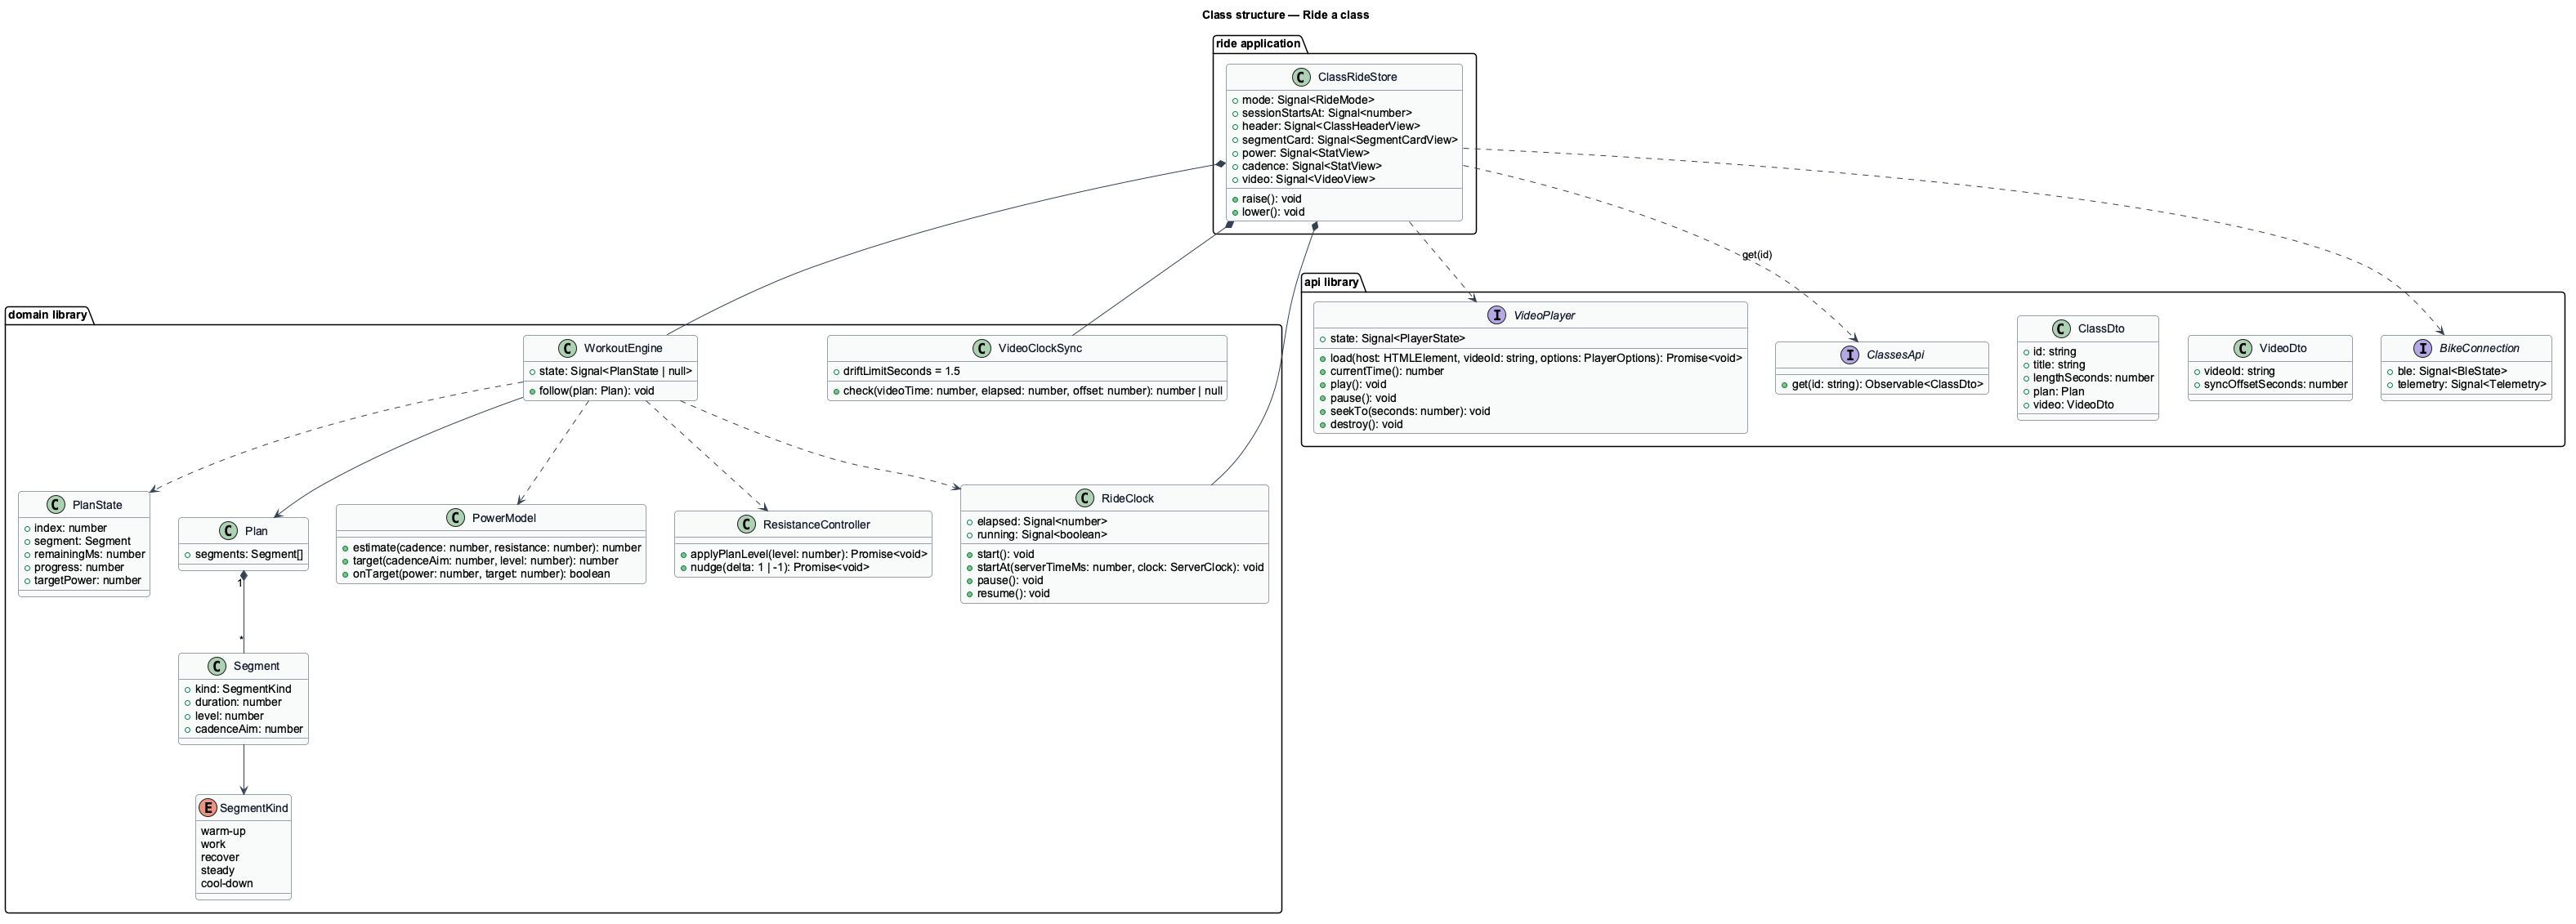 Class structure — Ride a class
ride application
C ClassRideStore
mode: Signal<RideMode>
sessionStartsAt: Signal<number>
header: Signal<ClassHeaderView>
segmentCard: Signal<SegmentCardView>
power: Signal<StatView>
cadence: Signal<StatView>
video: Signal<VideoView>
raise(): void
lower(): void
get(id)
domain library
C WorkoutEngine
state: Signal<PlanState | null>
follow(plan: Plan): void
C VideoClockSync
driftLimitSeconds = 1.5
check(videoTime: number, elapsed: number, offset: number): number | null
C PlanState
index: number
segment: Segment
remainingMs: number
progress: number
targetPower: number
C Plan
segments: Segment[]
1
*
C PowerModel
estimate(cadence: number, resistance: number): number
target(cadenceAim: number, level: number): number
onTarget(power: number, target: number): boolean
C ResistanceController
applyPlanLevel(level: number): Promise<void>
nudge(delta: 1 | -1): Promise<void>
C RideClock
elapsed: Signal<number>
running: Signal<boolean>
start(): void
startAt(serverTimeMs: number, clock: ServerClock): void
pause(): void
resume(): void
C Segment
kind: SegmentKind
duration: number
level: number
cadenceAim: number
E SegmentKind
warm-up
work
recover
steady
cool-down
api library
I VideoPlayer
state: Signal<PlayerState>
load(host: HTMLElement, videoId: string, options: PlayerOptions): Promise<void>
currentTime(): number
play(): void
pause(): void
seekTo(seconds: number): void
destroy(): void
I ClassesApi
get(id: string): Observable<ClassDto>
C ClassDto
id: string
title: string
lengthSeconds: number
plan: Plan
video: VideoDto
C VideoDto
videoId: string
syncOffsetSeconds: number
I BikeConnection
ble: Signal<BleState>
telemetry: Signal<Telemetry>